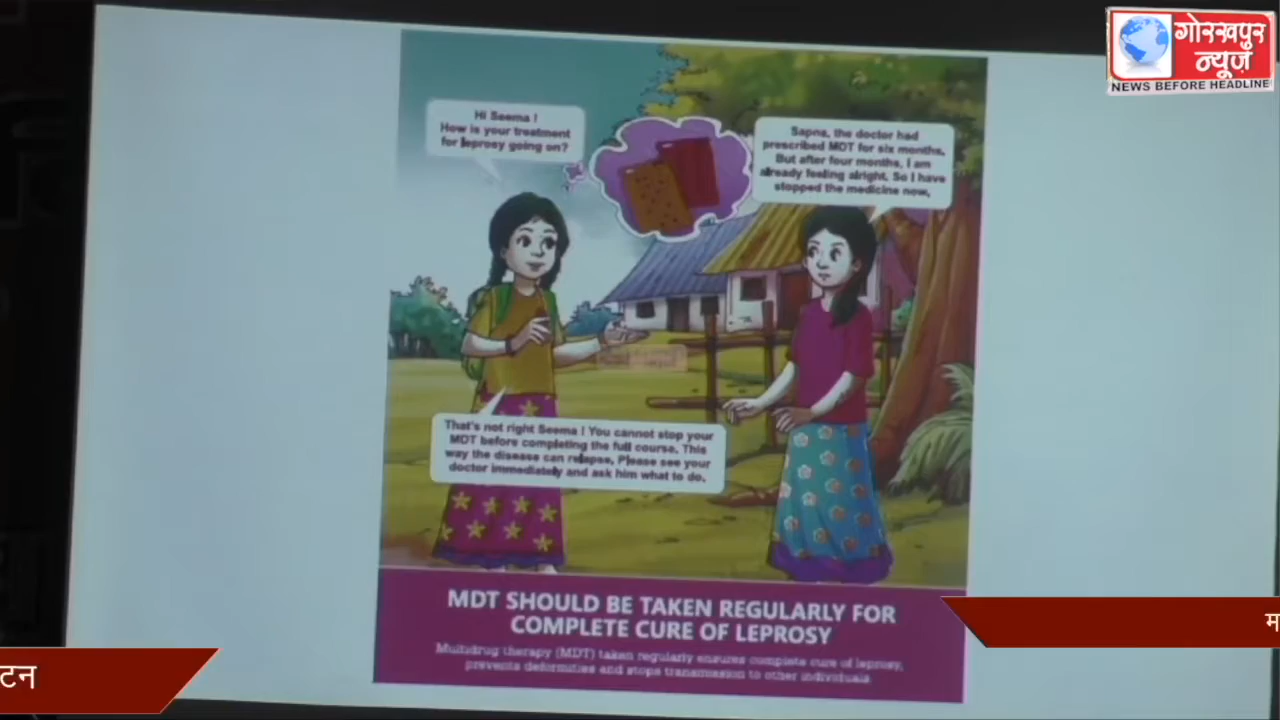 गोरखपुर
न्यूज़
NEWS BEFORE HEADLINE
Hi Seema !
How is your treatment
for leprosy going on?
Sapna, the doctor had
prescribed MDT for six months.
But after four months, I am
already feeling alright. So I have
stopped the medicine now.
That's not right Seema ! You cannot stop your
MDT before completing the full course. This
way the disease can relapse. Please see your
doctor immediately and ask him what to do.
MDT SHOULD BE TAKEN REGULARLY FOR
COMPLETE CURE OF LEPROSY
Multidrug therapy (MDT) taken regularly ensures complete cure of leprosy,
prevents deformities and stops transmission to other individuals
टन
म